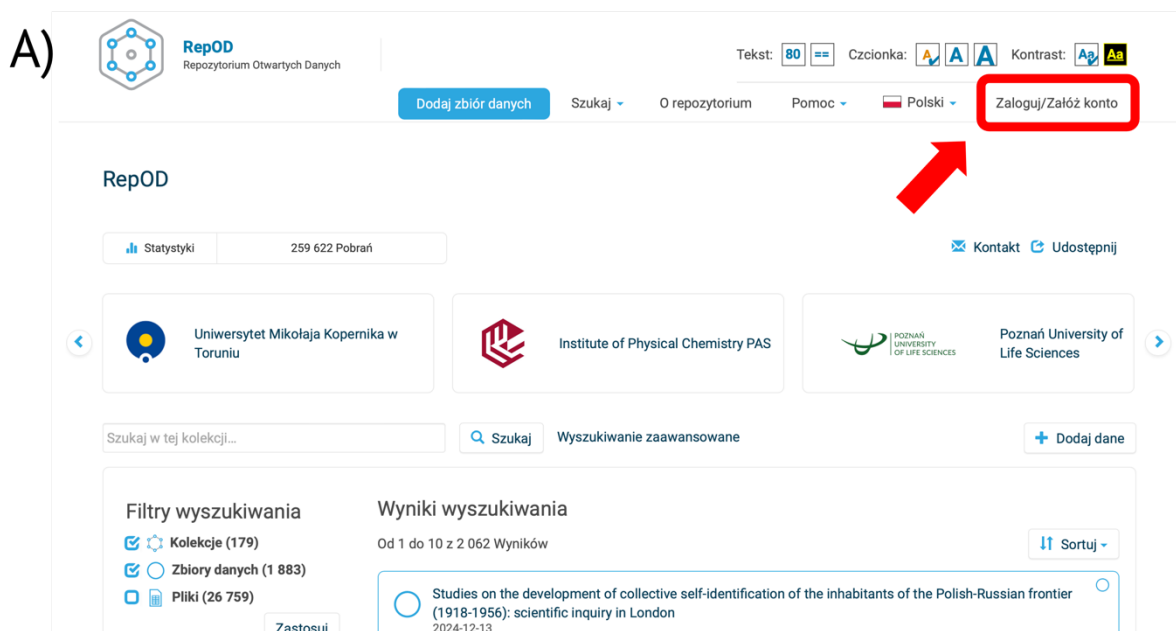 A)
RepOD
Repozytorium Otwartych Danych
Tekst: 80 == Czcionka: A A A Kontrast: Aa Aa
Dodaj zbiór danych Szukaj O repozytorium Pomoc Polski Zaloguj/Załóż konto
RepOD
Statystyki 259 622 Pobrań
Kontakt Udostępnij
Uniwersytet Mikołaja Kopernika w
Toruniu
Institute of Physical Chemistry PAS
POZNAŃ
UNIVERSITY
OF LIFE SCIENCES
Poznań University of
Life Sciences
Szukaj w tej kolekcji... Szukaj Wyszukiwanie zaawansowane + Dodaj dane
Filtry wyszukiwania
Kolekcje (179)
Zbiory danych (1 883)
Pliki (26 759)
Zastosuj
Wyniki wyszukiwania
Od 1 do 10 z 2 062 Wyników
Sortuj
Studies on the development of collective self-identification of the inhabitants of the Polish-Russian frontier
(1918-1956): scientific inquiry in London
2024-12-13